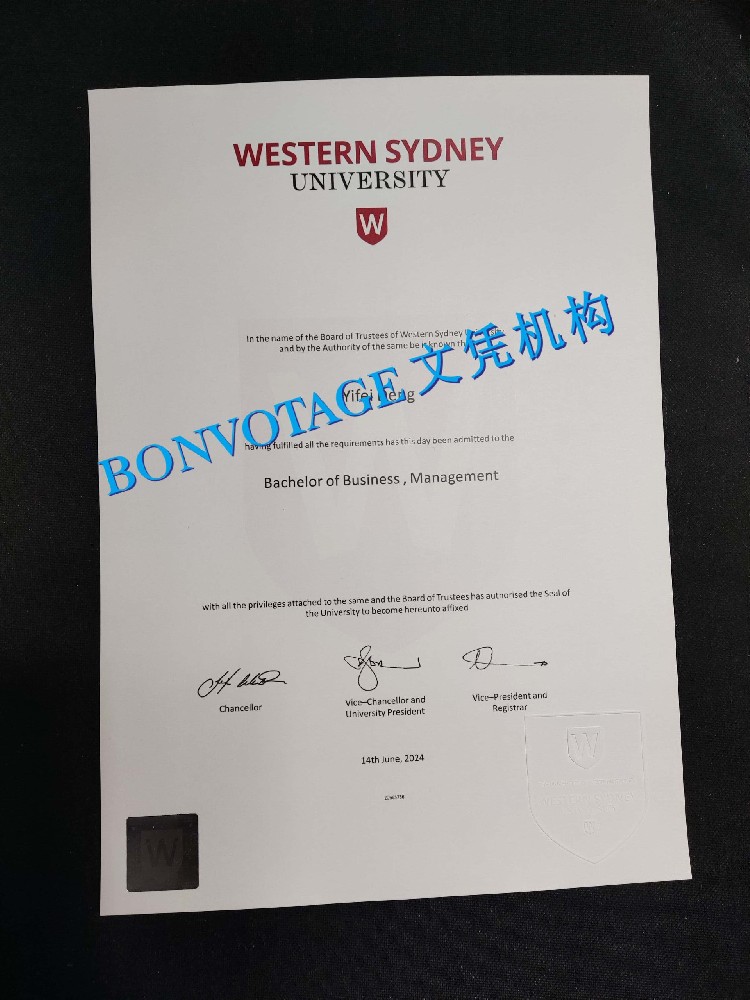 WESTERN SYDNEY
UNIVERSITY
W
In the name of the Board of Trustees of Western Sydney
and by the Authority of the same be it known
Yifei
BONVOTAGE 文凭机构
having fulfilled all the requirements has this day been admitted to the
Bachelor of Business , Management
with all the privileges attached to the same and the Board of Trustees has authorised the Seal of
the University to become hereunto affixed
Chancellor
Vice-Chancellor and
University President
Vice-President and
Registrar
14th June, 2024
W
W